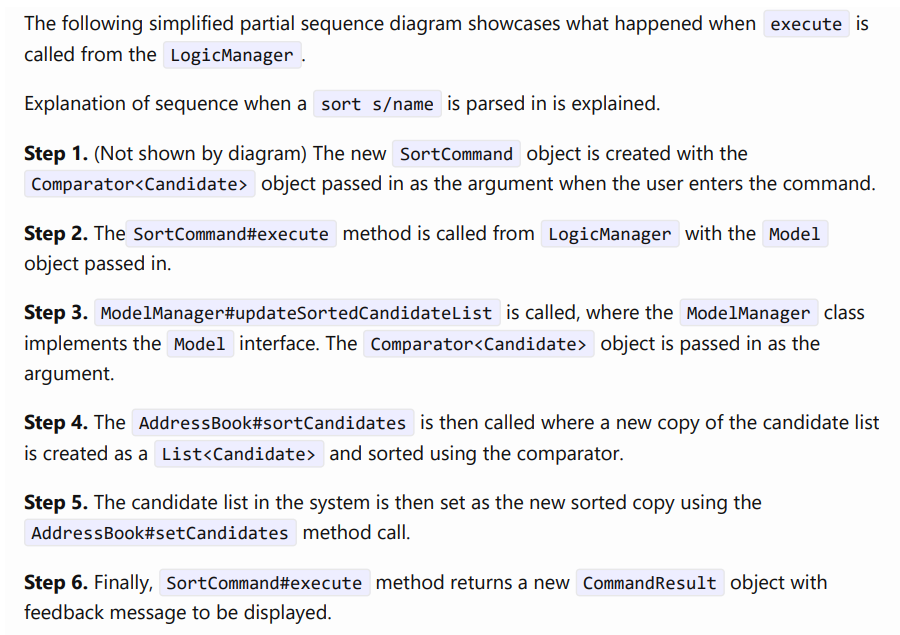 The following simplified partial sequence diagram showcases what happened when execute is
called from the LogicManager.
Explanation of sequence when a sort s/name is parsed in is explained.
Step 1. (Not shown by diagram) The new SortCommand object is created with the
Comparator<Candidate> object passed in as the argument when the user enters the command.
Step 2. The SortCommand#execute method is called from LogicManager with the Model
object passed in.
Step 3. ModelManager#updateSortedCandidateList is called, where the ModelManager class
implements the Model interface. The Comparator<Candidate> object is passed in as the
argument.
Step 4. The AddressBook#sortCandidates is then called where a new copy of the candidate list
is created as a List<Candidate> and sorted using the comparator.
Step 5. The candidate list in the system is then set as the new sorted copy using the
AddressBook#setCandidates method call.
Step 6. Finally, SortCommand#execute method returns a new CommandResult object with
feedback message to be displayed.